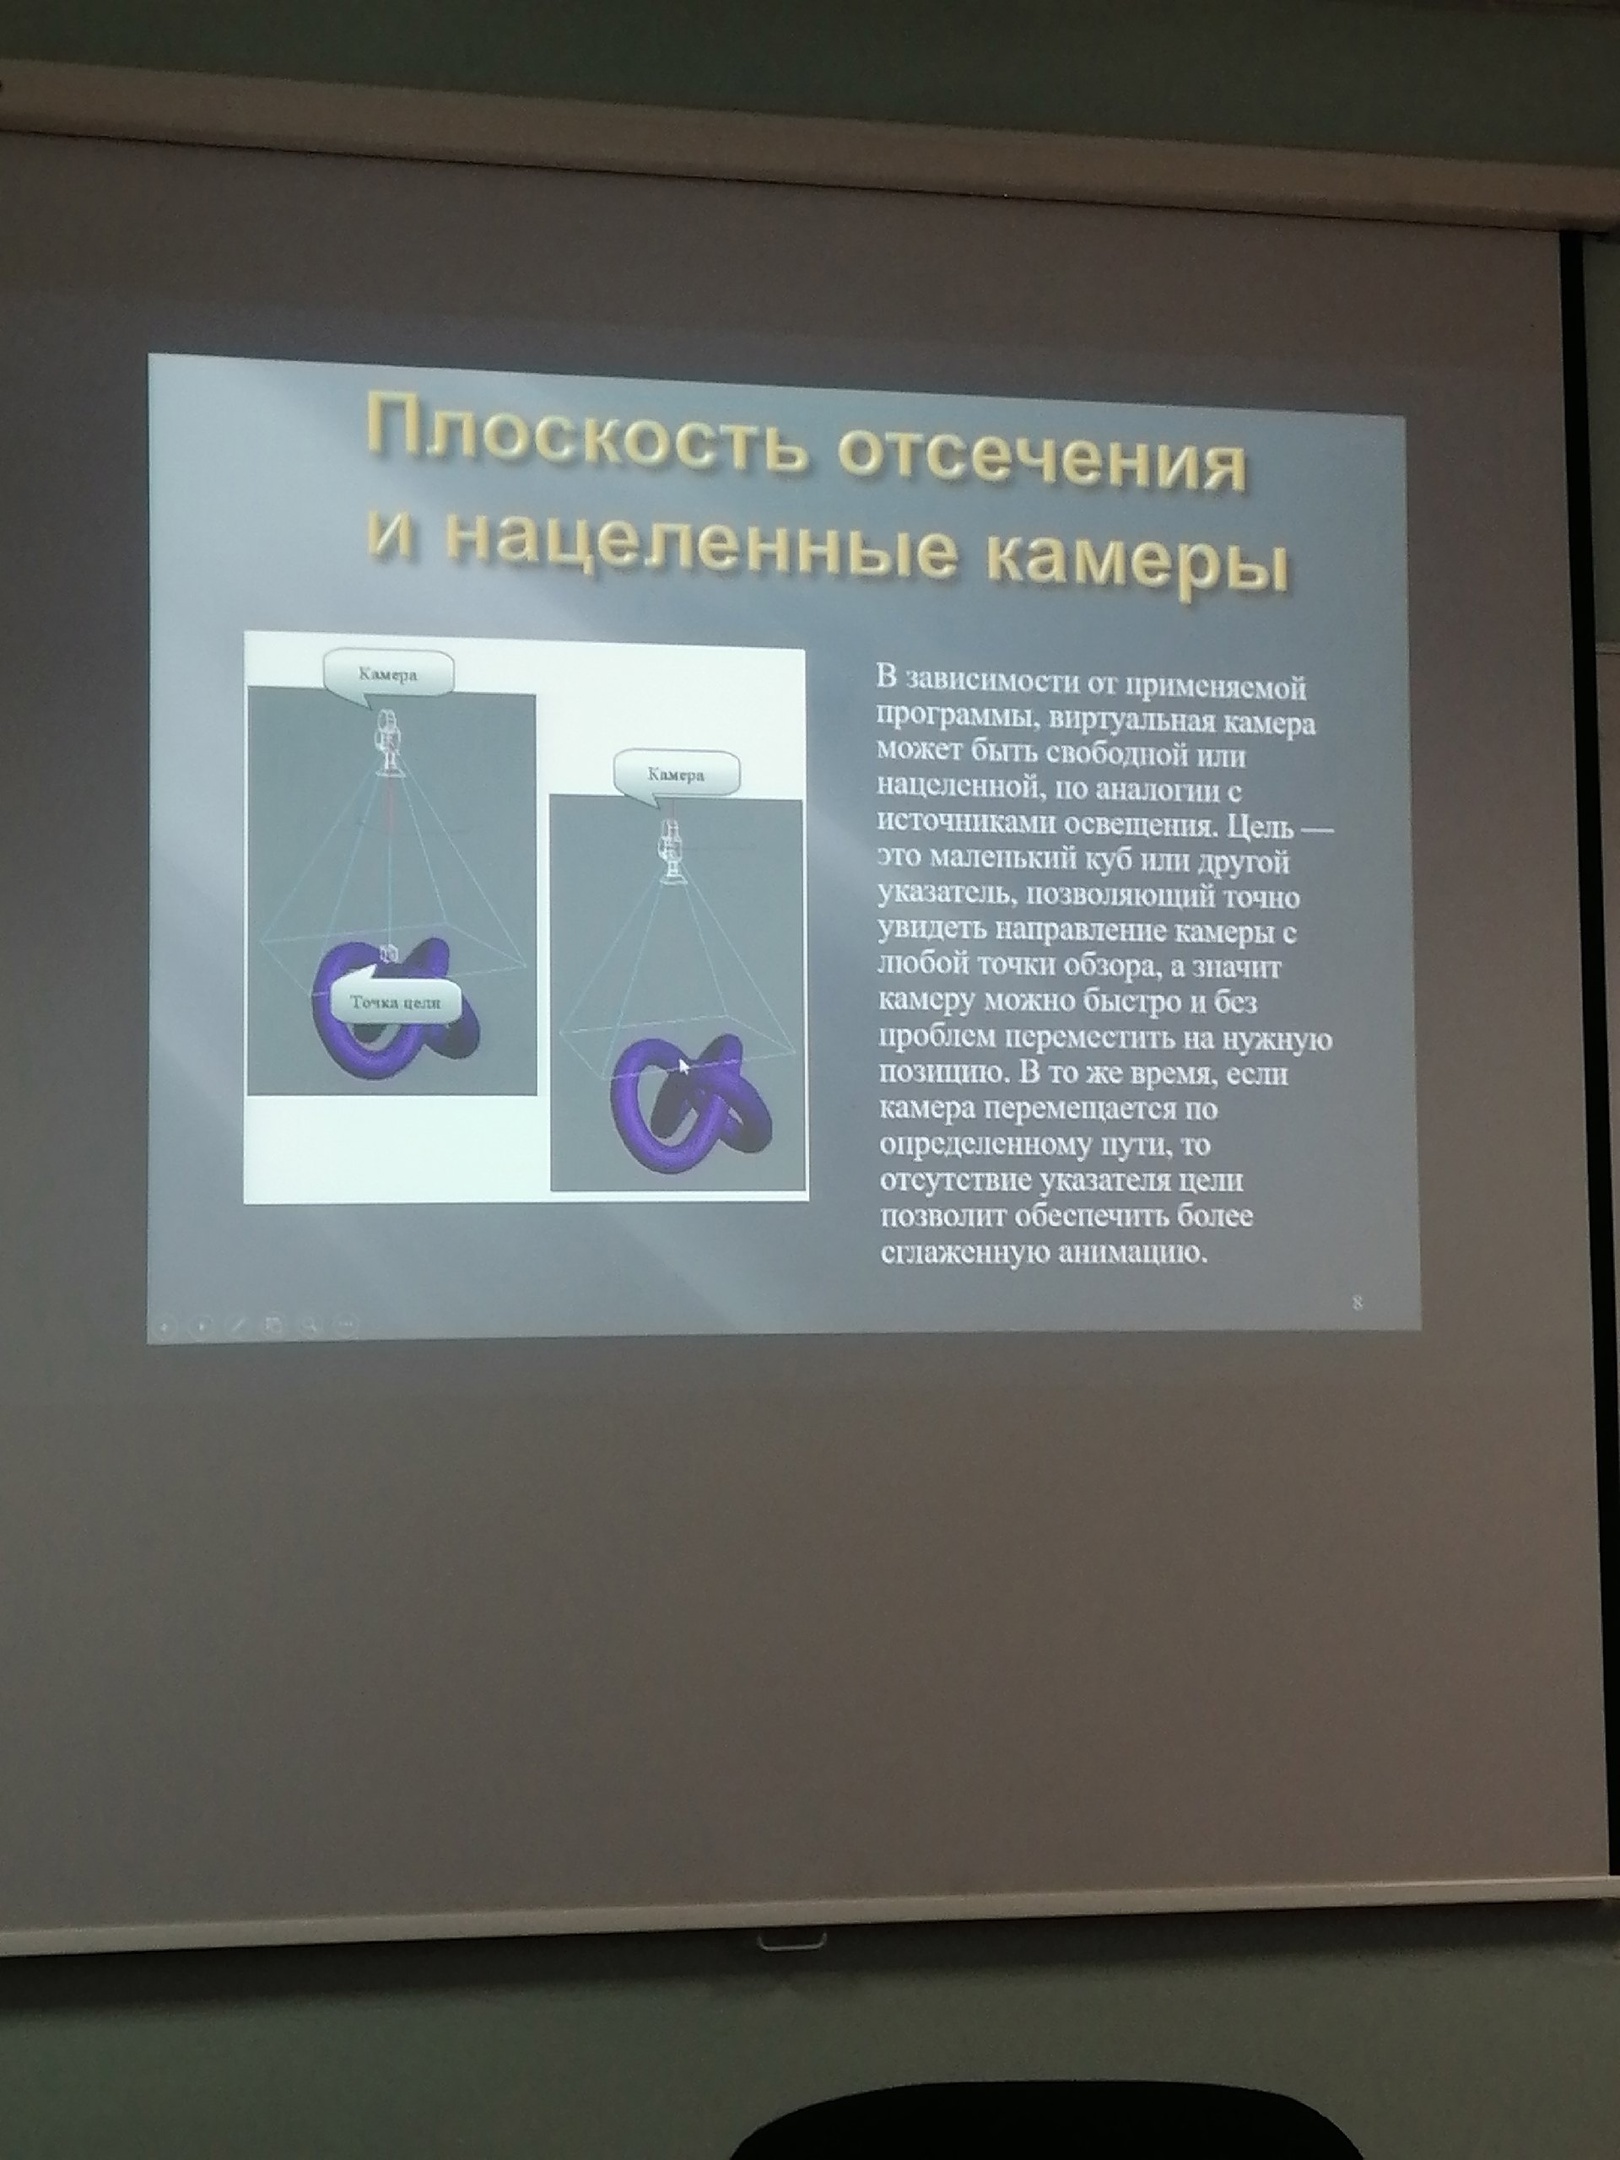 Плоскость отсечения
и нацеленные камеры
Камера
Точка цели
Камера
В зависимости от применяемой
программы, виртуальная камера
может быть свободной или
нацеленной, по аналогии с
источниками освещения. Цель —
это маленький куб или другой
указатель, позволяющий точно
увидеть направление камеры с
любой точки обзора, а значит
камеру можно быстро и без
проблем переместить на нужную
позицию. В то же время, если
камера перемещается по
определенному пути, то
отсутствие указателя цели
позволит обеспечить более
сглаженную анимацию.
8